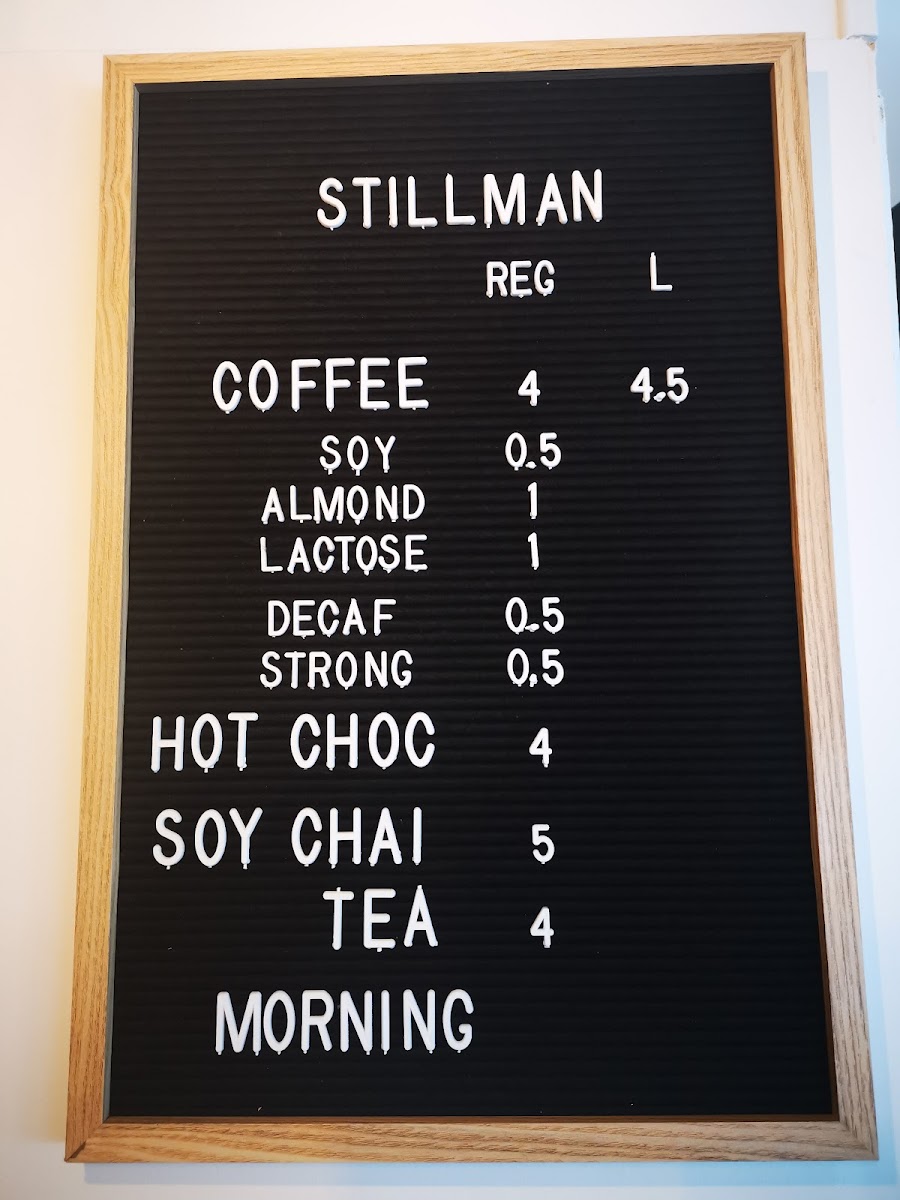 STILLMAN
REG L
COFFEE 4 4.5
SOY 0.5
ALMOND 1
LACTOSE 1
DECAF 0.5
STRONG 0.5
HOT CHOC 4
SOY CHAI 5
TEA 4
MORNING